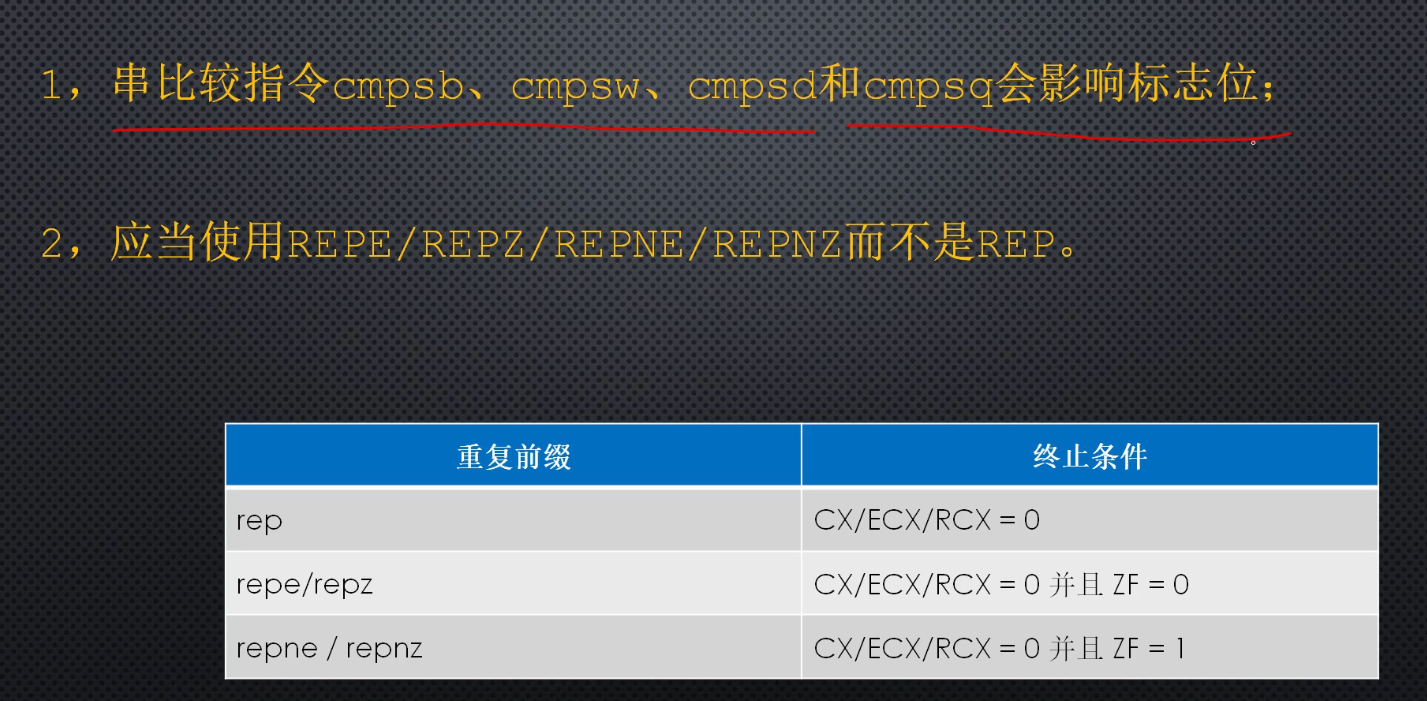 1，串比较指令cmpsb、cmpsw、cmpsd和cmpsq会影响标志位；
2，应当使用REPE/REPZ/REPNE/REPNZ而不是REP。
重复前缀 终止条件
rep CX/ECX/RCX = 0
repe/repz CX/ECX/RCX = 0 并且 ZF = 0
repne / repnz CX/ECX/RCX = 0 并且 ZF = 1